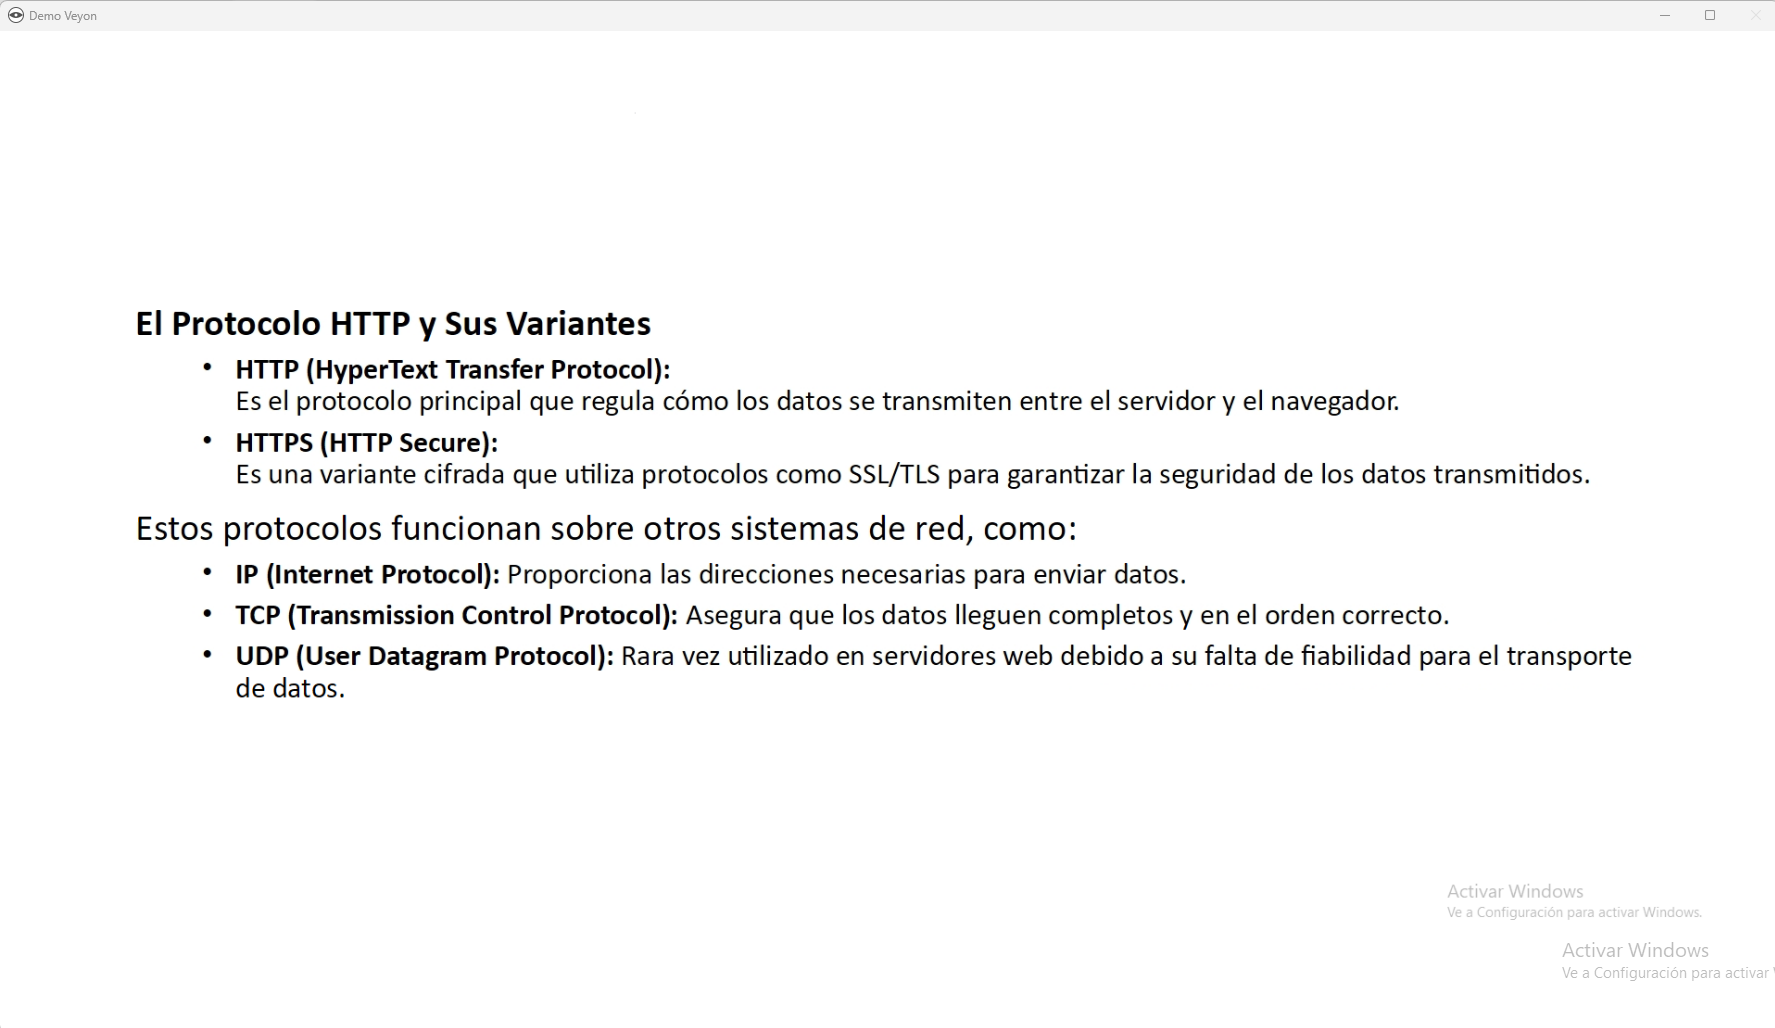 Demo Veyon
El Protocolo HTTP y Sus Variantes
• HTTP (HyperText Transfer Protocol):
Es el protocolo principal que regula cómo los datos se transmiten entre el servidor y el navegador.
• HTTPS (HTTP Secure):
Es una variante cifrada que utiliza protocolos como SSL/TLS para garantizar la seguridad de los datos transmitidos.
Estos protocolos funcionan sobre otros sistemas de red, como:
• IP (Internet Protocol): Proporciona las direcciones necesarias para enviar datos.
• TCP (Transmission Control Protocol): Asegura que los datos lleguen completos y en el orden correcto.
• UDP (User Datagram Protocol): Rara vez utilizado en servidores web debido a su falta de fiabilidad para el transporte
de datos.
Activar Windows
Ve a Configuración para activar Windows.
Activar Windows
Ve a Configuración para activar